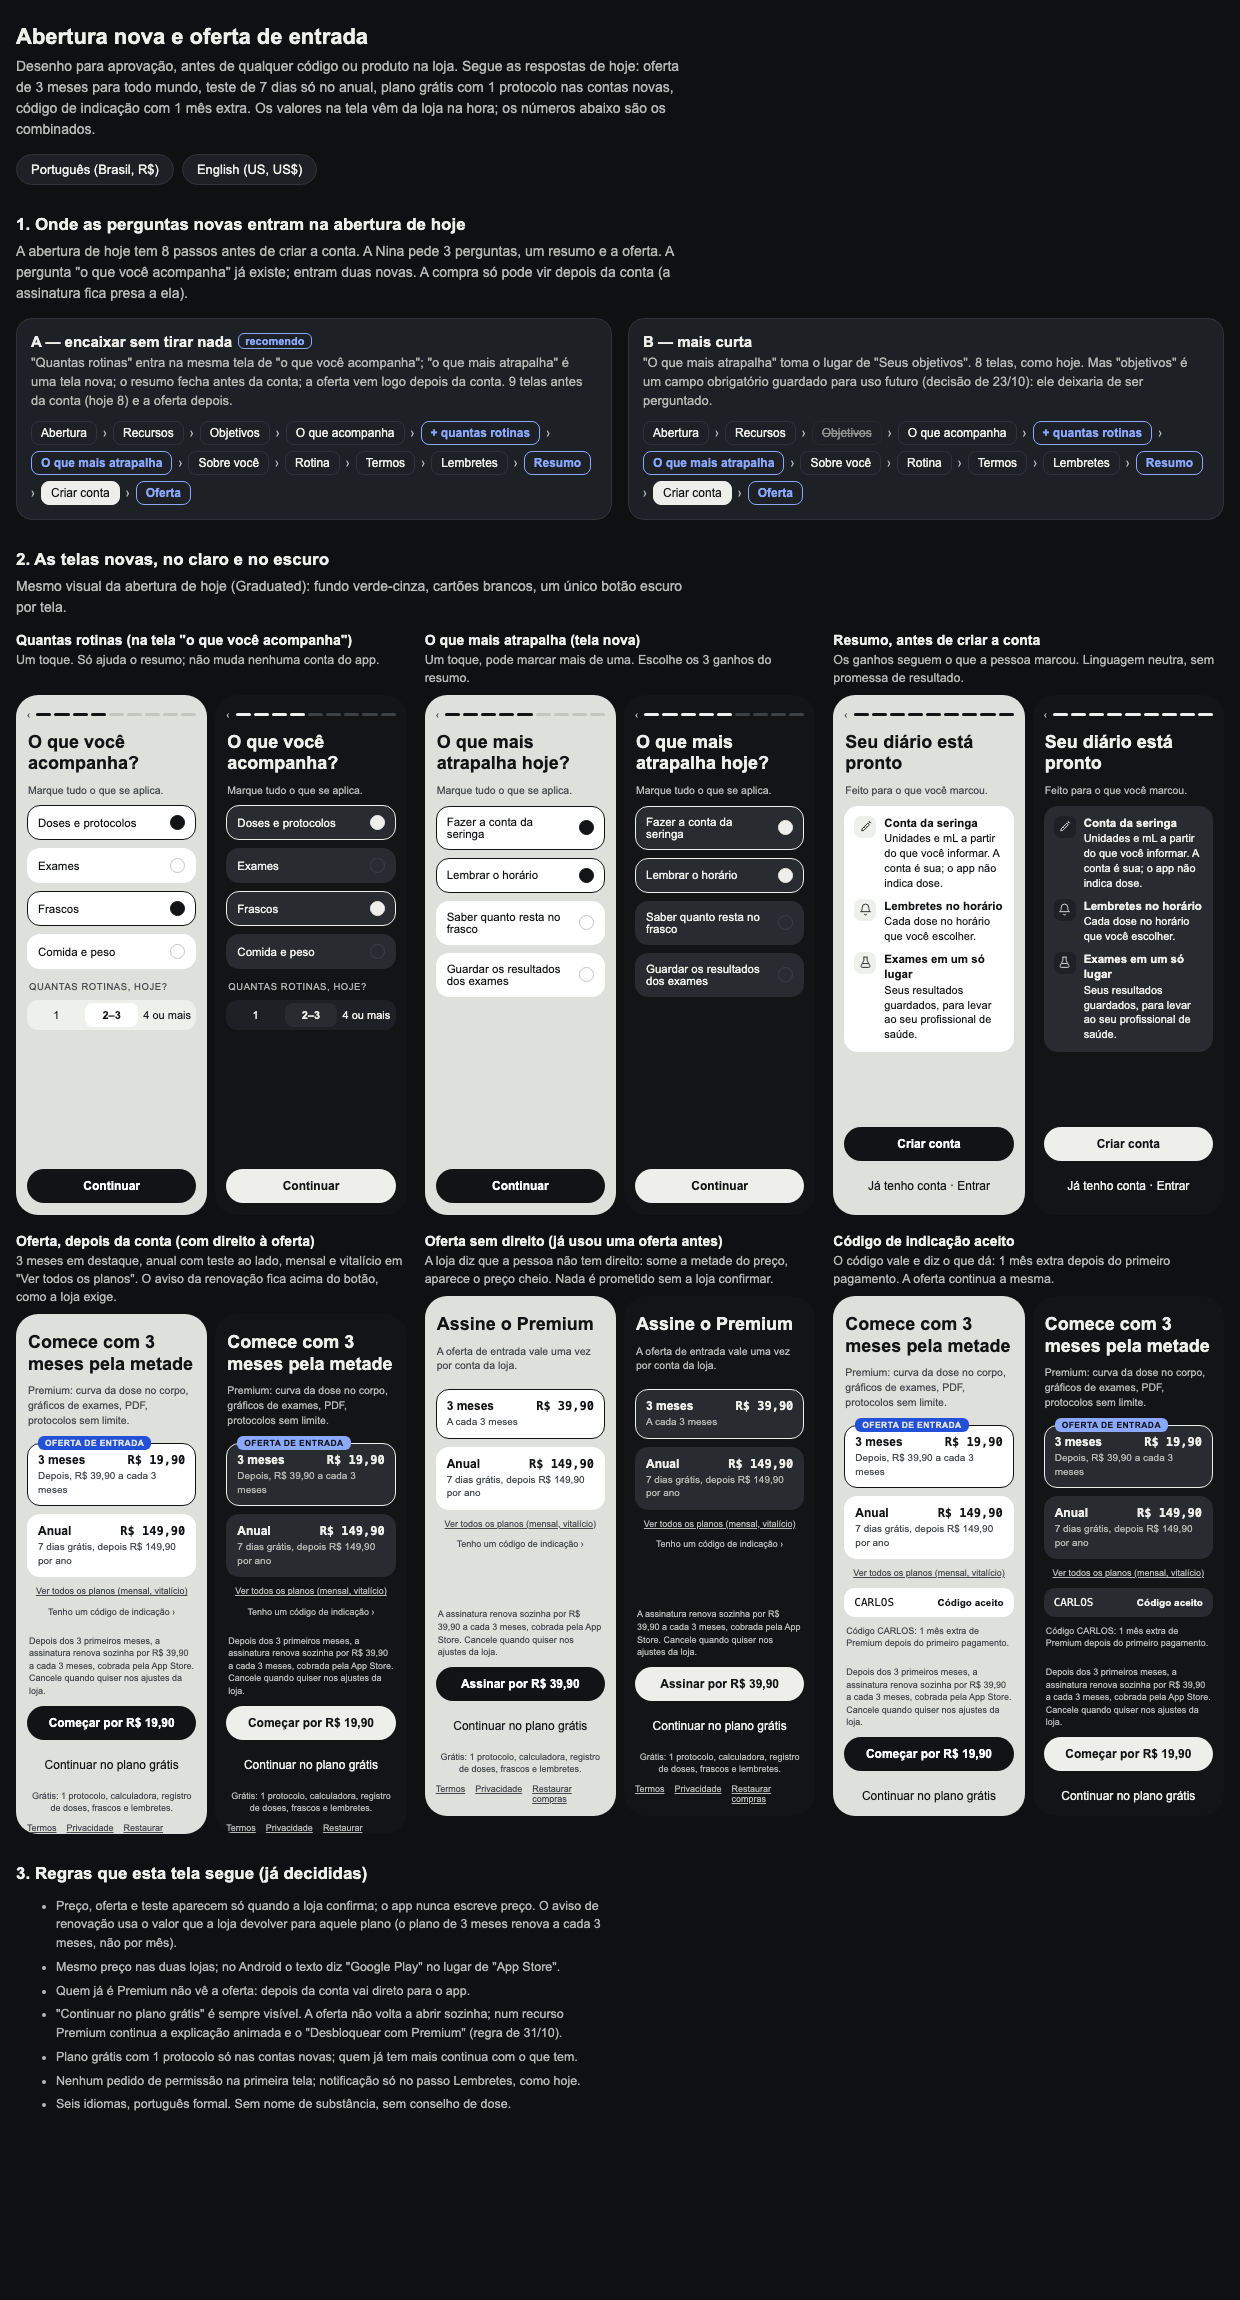 Abertura nova e oferta de entrada
Desenho para aprovação, antes de qualquer código ou produto na loja. Segue as respostas de hoje: oferta
de 3 meses para todo mundo, teste de 7 dias só no anual, plano grátis com 1 protocolo nas contas novas,
código de indicação com 1 mês extra. Os valores na tela vêm da loja na hora; os números abaixo são os
combinados.
Português (Brasil, R$)
English (US, US$)
1. Onde as perguntas novas entram na abertura de hoje
A abertura de hoje tem 8 passos antes de criar a conta. A Nina pede 3 perguntas, um resumo e a oferta. A
pergunta "o que você acompanha" já existe; entram duas novas. A compra só pode vir depois da conta (a
assinatura fica presa a ela).
A — encaixar sem tirar nada recomendo
"Quantas rotinas" entra na mesma tela de "o que você acompanha"; "o que mais atrapalha" é
uma tela nova; o resumo fecha antes da conta; a oferta vem logo depois da conta. 9 telas antes
da conta (hoje 8) e a oferta depois.
Abertura › Recursos › Objetivos › O que acompanha › + quantas rotinas ›
O que mais atrapalha › Sobre você › Rotina › Termos › Lembretes › Resumo
› Criar conta › Oferta
B — mais curta
"O que mais atrapalha" toma o lugar de "Seus objetivos". 8 telas, como hoje. Mas "objetivos" é
um campo obrigatório guardado para uso futuro (decisão de 23/10): ele deixaria de ser
perguntado.
Abertura › Recursos › Objetivos › O que acompanha › + quantas rotinas ›
O que mais atrapalha › Sobre você › Rotina › Termos › Lembretes › Resumo
› Criar conta › Oferta
2. As telas novas, no claro e no escuro
Mesmo visual da abertura de hoje (Graduated): fundo verde-cinza, cartões brancos, um único botão escuro
por tela.
Quantas rotinas (na tela "o que você acompanha")
Um toque. Só ajuda o resumo; não muda nenhuma conta do app.
‹
O que você
acompanha?
Marque tudo o que se aplica.
Doses e protocolos
Exames
Frascos
Comida e peso
QUANTAS ROTINAS, HOJE?
1 2–3 4 ou mais
Continuar
‹
O que você
acompanha?
Marque tudo o que se aplica.
Doses e protocolos
Exames
Frascos
Comida e peso
QUANTAS ROTINAS, HOJE?
1 2–3 4 ou mais
Continuar
O que mais atrapalha (tela nova)
Um toque, pode marcar mais de uma. Escolhe os 3 ganhos do
resumo.
‹
O que mais
atrapalha hoje?
Marque tudo o que se aplica.
Fazer a conta da
seringa
Lembrar o horário
Saber quanto resta no
frasco
Guardar os resultados
dos exames
Continuar
‹
O que mais
atrapalha hoje?
Marque tudo o que se aplica.
Fazer a conta da
seringa
Lembrar o horário
Saber quanto resta no
frasco
Guardar os resultados
dos exames
Continuar
Resumo, antes de criar a conta
Os ganhos seguem o que a pessoa marcou. Linguagem neutra, sem
promessa de resultado.
‹
Seu diário está
pronto
Feito para o que você marcou.
Conta da seringa
Unidades e mL a partir
do que você informar. A
conta é sua; o app não
indica dose.
Lembretes no horário
Cada dose no horário
que você escolher.
Exames em um só
lugar
Seus resultados
guardados, para levar
ao seu profissional de
saúde.
Criar conta
Já tenho conta · Entrar
‹
Seu diário está
pronto
Feito para o que você marcou.
Conta da seringa
Unidades e mL a partir
do que você informar. A
conta é sua; o app não
indica dose.
Lembretes no horário
Cada dose no horário
que você escolher.
Exames em um só
lugar
Seus resultados
guardados, para levar
ao seu profissional de
saúde.
Criar conta
Já tenho conta · Entrar
Oferta, depois da conta (com direito à oferta)
3 meses em destaque, anual com teste ao lado, mensal e vitalício em
"Ver todos os planos". O aviso da renovação fica acima do botão,
como a loja exige.
Comece com 3
meses pela metade
Premium: curva da dose no corpo,
gráficos de exames, PDF,
protocolos sem limite.
OFERTA DE ENTRADA
3 meses R$ 19,90
Depois, R$ 39,90 a cada 3
meses
Anual R$ 149,90
7 dias grátis, depois R$ 149,90
por ano
Ver todos os planos (mensal, vitalício)
Tenho um código de indicação ›
Depois dos 3 primeiros meses, a
assinatura renova sozinha por R$ 39,90
a cada 3 meses, cobrada pela App Store.
Cancele quando quiser nos ajustes da
loja.
Começar por R$ 19,90
Continuar no plano grátis
Grátis: 1 protocolo, calculadora, registro
de doses, frascos e lembretes.
Termos Privacidade Restaurar
Comece com 3
meses pela metade
Premium: curva da dose no corpo,
gráficos de exames, PDF,
protocolos sem limite.
OFERTA DE ENTRADA
3 meses R$ 19,90
Depois, R$ 39,90 a cada 3
meses
Anual R$ 149,90
7 dias grátis, depois R$ 149,90
por ano
Ver todos os planos (mensal, vitalício)
Tenho um código de indicação ›
Depois dos 3 primeiros meses, a
assinatura renova sozinha por R$ 39,90
a cada 3 meses, cobrada pela App Store.
Cancele quando quiser nos ajustes da
loja.
Começar por R$ 19,90
Continuar no plano grátis
Grátis: 1 protocolo, calculadora, registro
de doses, frascos e lembretes.
Termos Privacidade Restaurar
Oferta sem direito (já usou uma oferta antes)
A loja diz que a pessoa não tem direito: some a metade do preço,
aparece o preço cheio. Nada é prometido sem a loja confirmar.
Assine o Premium
A oferta de entrada vale uma vez
por conta da loja.
3 meses R$ 39,90
A cada 3 meses
Anual R$ 149,90
7 dias grátis, depois R$ 149,90
por ano
Ver todos os planos (mensal, vitalício)
Tenho um código de indicação ›
A assinatura renova sozinha por R$
39,90 a cada 3 meses, cobrada pela App
Store. Cancele quando quiser nos
ajustes da loja.
Assinar por R$ 39,90
Continuar no plano grátis
Grátis: 1 protocolo, calculadora, registro
de doses, frascos e lembretes.
Termos Privacidade Restaurar
compras
Assine o Premium
A oferta de entrada vale uma vez
por conta da loja.
3 meses R$ 39,90
A cada 3 meses
Anual R$ 149,90
7 dias grátis, depois R$ 149,90
por ano
Ver todos os planos (mensal, vitalício)
Tenho um código de indicação ›
A assinatura renova sozinha por R$
39,90 a cada 3 meses, cobrada pela App
Store. Cancele quando quiser nos
ajustes da loja.
Assinar por R$ 39,90
Continuar no plano grátis
Grátis: 1 protocolo, calculadora, registro
de doses, frascos e lembretes.
Termos Privacidade Restaurar
compras
Código de indicação aceito
O código vale e diz o que dá: 1 mês extra depois do primeiro
pagamento. A oferta continua a mesma.
Comece com 3
meses pela metade
Premium: curva da dose no corpo,
gráficos de exames, PDF,
protocolos sem limite.
OFERTA DE ENTRADA
3 meses R$ 19,90
Depois, R$ 39,90 a cada 3
meses
Anual R$ 149,90
7 dias grátis, depois R$ 149,90
por ano
Ver todos os planos (mensal, vitalício)
CARLOS Código aceito
Código CARLOS: 1 mês extra de
Premium depois do primeiro pagamento.
Depois dos 3 primeiros meses, a
assinatura renova sozinha por R$ 39,90
a cada 3 meses, cobrada pela App Store.
Cancele quando quiser nos ajustes da
loja.
Começar por R$ 19,90
Continuar no plano grátis
Comece com 3
meses pela metade
Premium: curva da dose no corpo,
gráficos de exames, PDF,
protocolos sem limite.
OFERTA DE ENTRADA
3 meses R$ 19,90
Depois, R$ 39,90 a cada 3
meses
Anual R$ 149,90
7 dias grátis, depois R$ 149,90
por ano
Ver todos os planos (mensal, vitalício)
CARLOS Código aceito
Código CARLOS: 1 mês extra de
Premium depois do primeiro pagamento.
Depois dos 3 primeiros meses, a
assinatura renova sozinha por R$ 39,90
a cada 3 meses, cobrada pela App Store.
Cancele quando quiser nos ajustes da
loja.
Começar por R$ 19,90
Continuar no plano grátis
3. Regras que esta tela segue (já decididas)
• Preço, oferta e teste aparecem só quando a loja confirma; o app nunca escreve preço. O aviso de
renovação usa o valor que a loja devolver para aquele plano (o plano de 3 meses renova a cada 3
meses, não por mês).
• Mesmo preço nas duas lojas; no Android o texto diz "Google Play" no lugar de "App Store".
• Quem já é Premium não vê a oferta: depois da conta vai direto para o app.
• "Continuar no plano grátis" é sempre visível. A oferta não volta a abrir sozinha; num recurso
Premium continua a explicação animada e o "Desbloquear com Premium" (regra de 31/10).
• Plano grátis com 1 protocolo só nas contas novas; quem já tem mais continua com o que tem.
• Nenhum pedido de permissão na primeira tela; notificação só no passo Lembretes, como hoje.
• Seis idiomas, português formal. Sem nome de substância, sem conselho de dose.